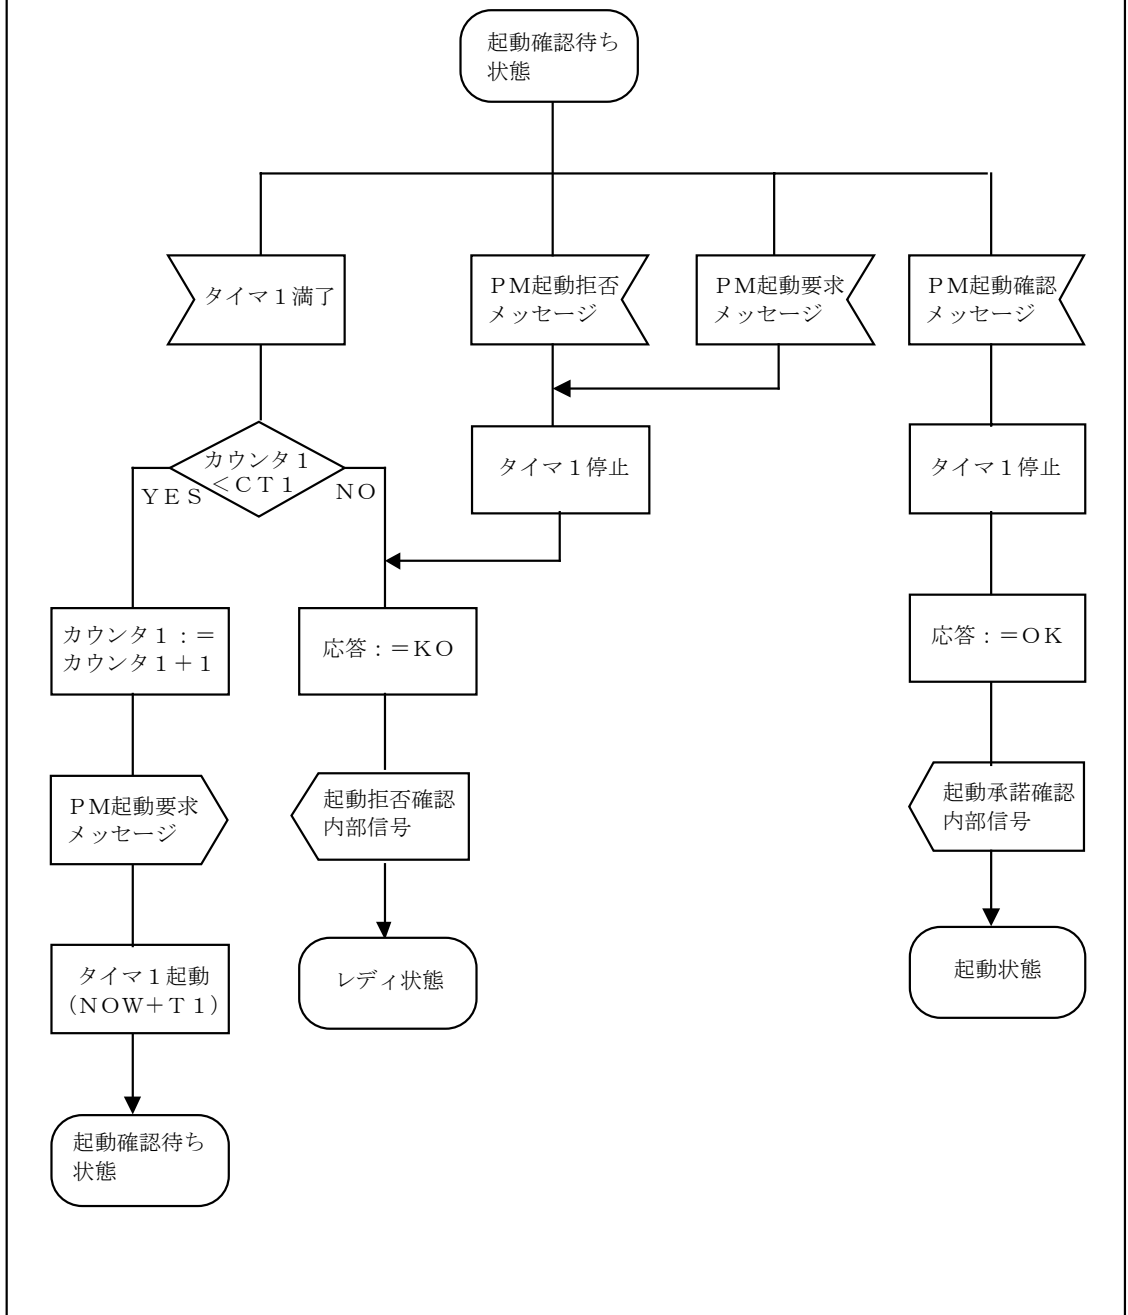 起動確認待ち
状態
タイマ１満了
ＰＭ起動拒否
メッセージ
ＰＭ起動要求
メッセージ
ＰＭ起動確認
メッセージ
カウンタ１
＜ＣＴ１
ＹＥＳ
ＮＯ
タイマ１停止
タイマ１停止
カウンタ１：＝
カウンタ１＋１
応答：＝ＫＯ
応答：＝ＯＫ
ＰＭ起動要求
メッセージ
起動拒否確認
内部信号
起動承諾確認
内部信号
タイマ１起動
（ＮＯＷ＋Ｔ１）
レディ状態
起動状態
起動確認待ち
状態